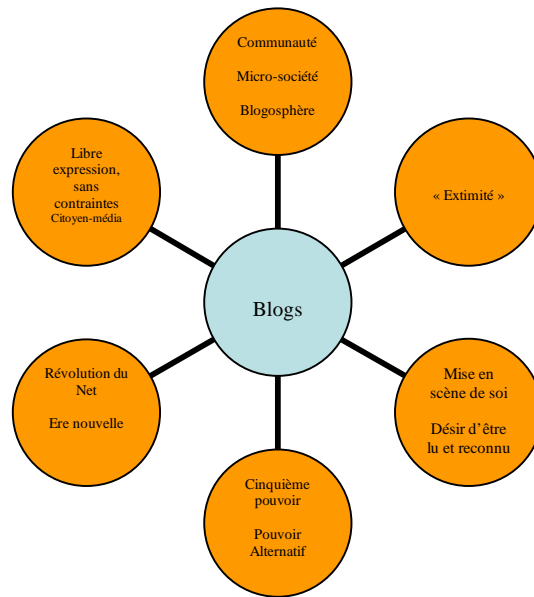 Communauté
Micro-société
Blogosphère
Libre
expression,
sans
contraintes
Citoyen-média
« Extimité »
Blogs
Révolution du
Net
Ere nouvelle
Mise en
scène de soi
Désir d’être
lu et reconnu
Cinquième
pouvoir
Pouvoir
Alternatif